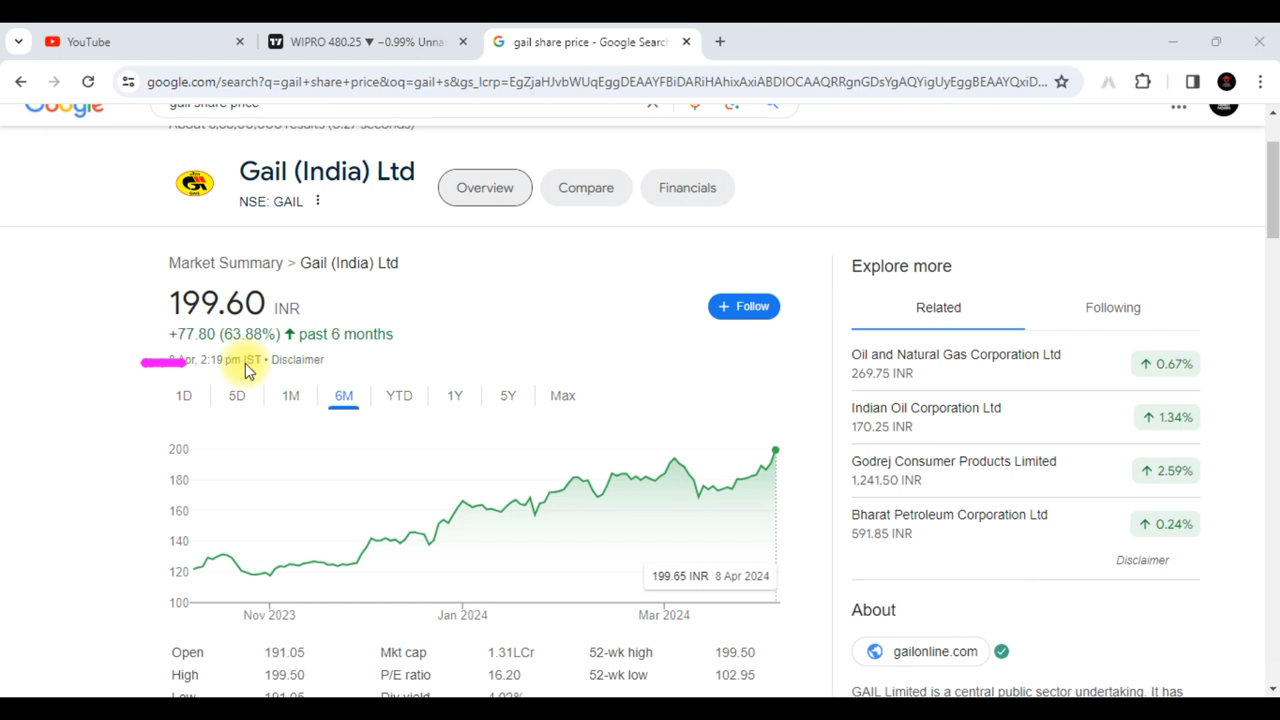 YouTube
WIPRO 480.25 ▼ −0.99% Unna
gail share price - Google Search
google.com/search?q=gail+share+price&oq=gail+s&gs_lcrp=EgZjaHJvbWUqEggDEAAYFBiDARiHAhixAxiABDIOCAAQRRgnGDsYgAQYigUyEggBEAAYQxiD...
Google
gail share price
Gail (India) Ltd
NSE: GAIL
Overview
Compare
Financials
Market Summary > Gail (India) Ltd
199.60 INR
+ Follow
+77.80 (63.88%) ↑ past 6 months
Apr, 2:19 pm IST • Disclaimer
1D 5D 1M 6M YTD 1Y 5Y Max
200
180
160
140
120
100
199.65 INR 8 Apr 2024
Nov 2023 Jan 2024 Mar 2024
Open 191.05 Mkt cap 1.31LCr 52-wk high 199.50
High 199.50 P/E ratio 16.20 52-wk low 102.95
Low 191.05 Div yield
Explore more
Related Following
Oil and Natural Gas Corporation Ltd
269.75 INR
↑ 0.67%
Indian Oil Corporation Ltd
170.25 INR
↑ 1.34%
Godrej Consumer Products Limited
1,241.50 INR
↑ 2.59%
Bharat Petroleum Corporation Ltd
591.85 INR
↑ 0.24%
Disclaimer
About
gailonline.com
GAIL Limited is a central public sector undertaking. It has